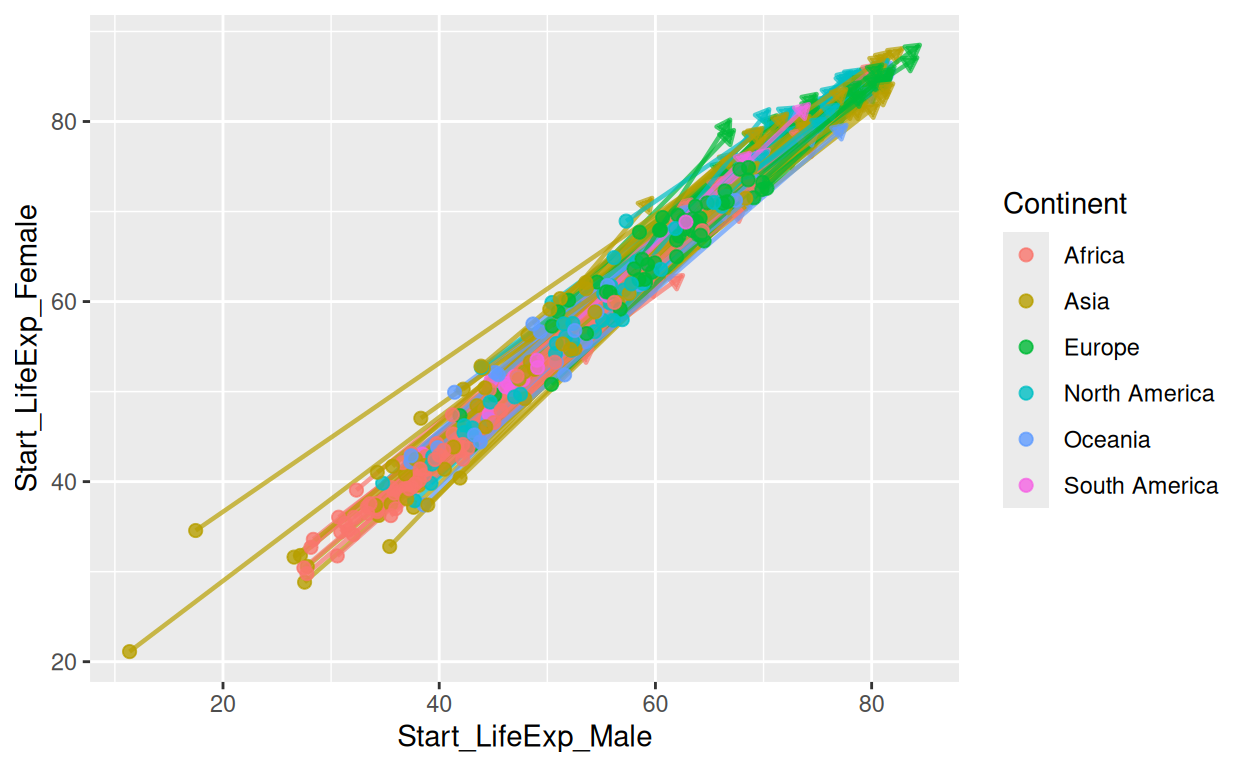 80
60
40
20
20 40 60 80
Start_LifeExp_Male
Start_LifeExp_Female
Continent
Africa
Asia
Europe
North America
Oceania
South America